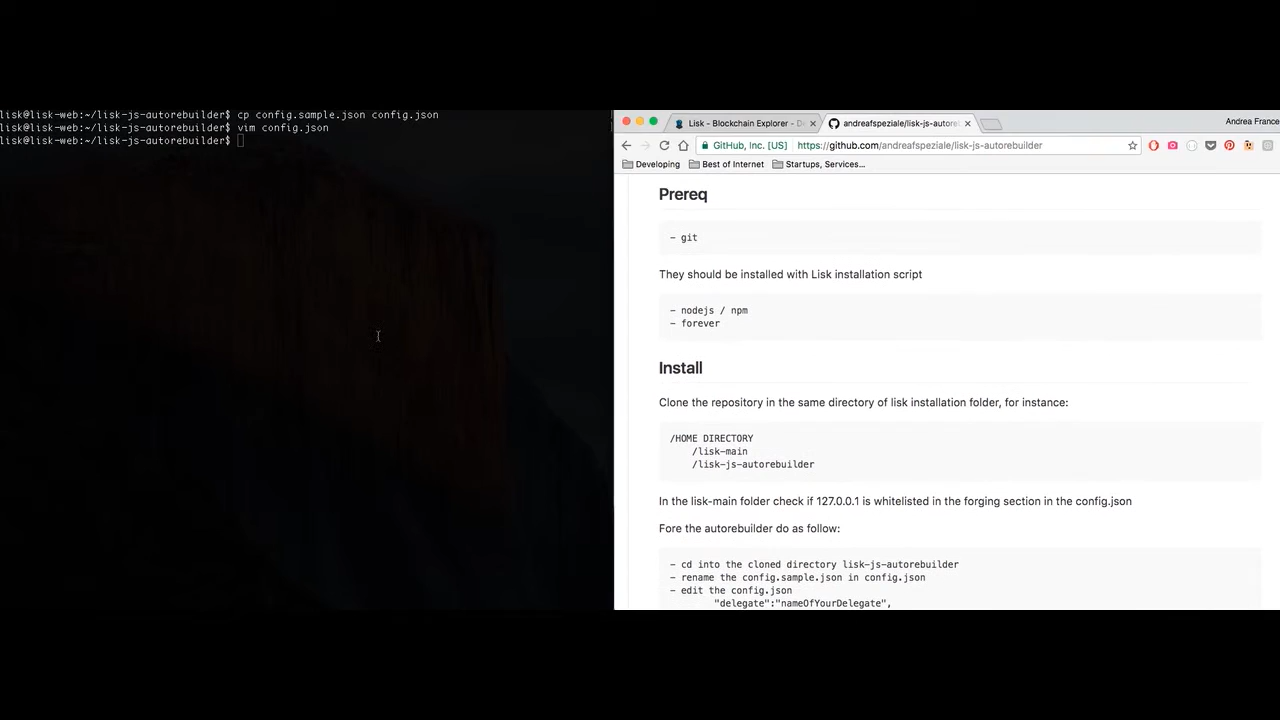 lisk@lisk-web:~/lisk-js-autorebuilder$ cp config.sample.json config.json
lisk@lisk-web:~/lisk-js-autorebuilder$ vim config.json
lisk@lisk-web:~/lisk-js-autorebuilder$
Lisk - Blockchain Explorer - D
andreafspeziale/lisk-js-autore
Andrea France
GitHub, Inc. [US]
https://github.com/andreafspeziale/lisk-js-autorebuilder
Developing
Best of Internet
Startups, Services...
Prereq
- git
They should be installed with Lisk installation script
- nodejs / npm
- forever
Install
Clone the repository in the same directory of lisk installation folder, for instance:
/HOME DIRECTORY
/lisk-main
/lisk-js-autorebuilder
In the lisk-main folder check if 127.0.0.1 is whitelisted in the forging section in the config.json
Fore the autorebuilder do as follow:
- cd into the cloned directory lisk-js-autorebuilder
- rename the config.sample.json in config.json
- edit the config.json
"delegate":"nameOfYourDelegate",